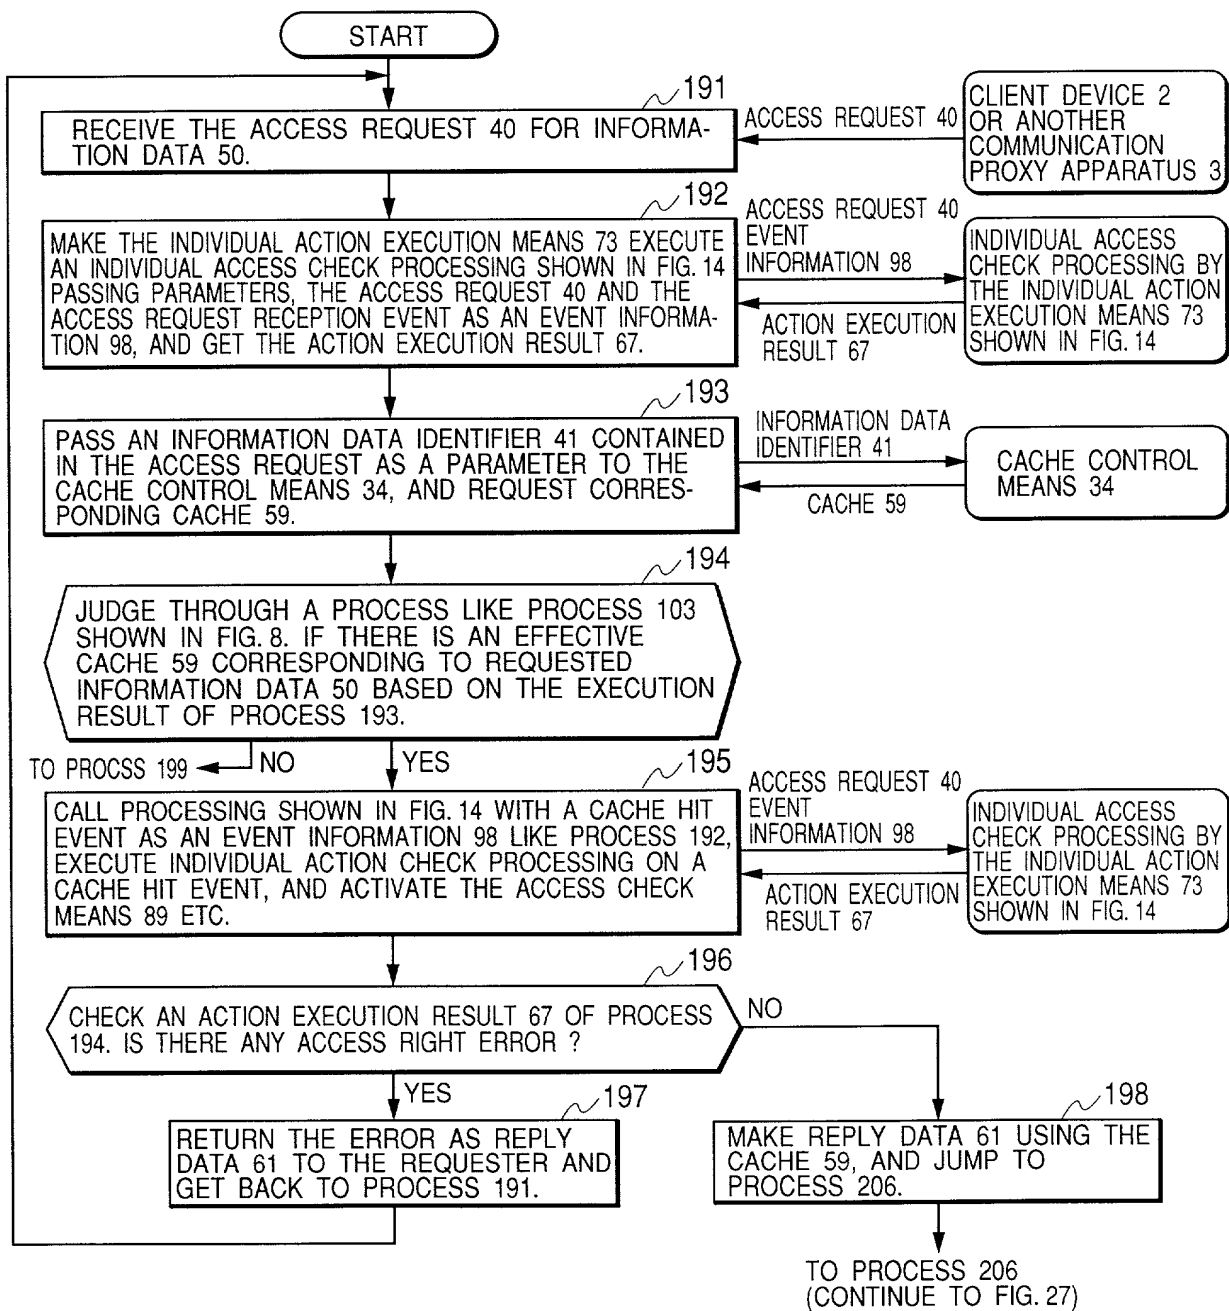 START
191
RECEIVE THE ACCESS REQUEST 40 FOR INFORMA-
TION DATA 50.
ACCESS REQUEST 40
CLIENT DEVICE 2
OR ANOTHER
COMMUNICATION
PROXY APPARATUS 3
192
MAKE THE INDIVIDUAL ACTION EXECUTION MEANS 73 EXECUTE
AN INDIVIDUAL ACCESS CHECK PROCESSING SHOWN IN FIG. 14
PASSING PARAMETERS, THE ACCESS REQUEST 40 AND THE
ACCESS REQUEST RECEPTION EVENT AS AN EVENT INFORMA-
TION 98, AND GET THE ACTION EXECUTION RESULT 67.
ACCESS REQUEST 40
EVENT
INFORMATION 98
ACTION EXECUTION
RESULT 67
INDIVIDUAL ACCESS
CHECK PROCESSING BY
THE INDIVIDUAL ACTION
EXECUTION MEANS 73
SHOWN IN FIG. 14
193
PASS AN INFORMATION DATA IDENTIFIER 41 CONTAINED
IN THE ACCESS REQUEST AS A PARAMETER TO THE
CACHE CONTROL MEANS 34, AND REQUEST CORRES-
PONDING CACHE 59.
INFORMATION DATA
IDENTIFIER 41
CACHE 59
CACHE CONTROL
MEANS 34
194
JUDGE THROUGH A PROCESS LIKE PROCESS 103
SHOWN IN FIG. 8. IF THERE IS AN EFFECTIVE
CACHE 59 CORRESPONDING TO REQUESTED
INFORMATION DATA 50 BASED ON THE EXECUTION
RESULT OF PROCESS 193.
TO PROCSS 199
NO
YES
195
CALL PROCESSING SHOWN IN FIG. 14 WITH A CACHE HIT
EVENT AS AN EVENT INFORMATION 98 LIKE PROCESS 192,
EXECUTE INDIVIDUAL ACTION CHECK PROCESSING ON A
CACHE HIT EVENT, AND ACTIVATE THE ACCESS CHECK
MEANS 89 ETC.
ACCESS REQUEST 40
EVENT
INFORMATION 98
ACTION EXECUTION
RESULT 67
INDIVIDUAL ACCESS
CHECK PROCESSING BY
THE INDIVIDUAL ACTION
EXECUTION MEANS 73
SHOWN IN FIG. 14
196
CHECK AN ACTION EXECUTION RESULT 67 OF PROCESS
194. IS THERE ANY ACCESS RIGHT ERROR ?
NO
YES
197
RETURN THE ERROR AS REPLY
DATA 61 TO THE REQUESTER AND
GET BACK TO PROCESS 191.
198
MAKE REPLY DATA 61 USING THE
CACHE 59, AND JUMP TO
PROCESS 206.
TO PROCESS 206
(CONTINUE TO FIG. 27)